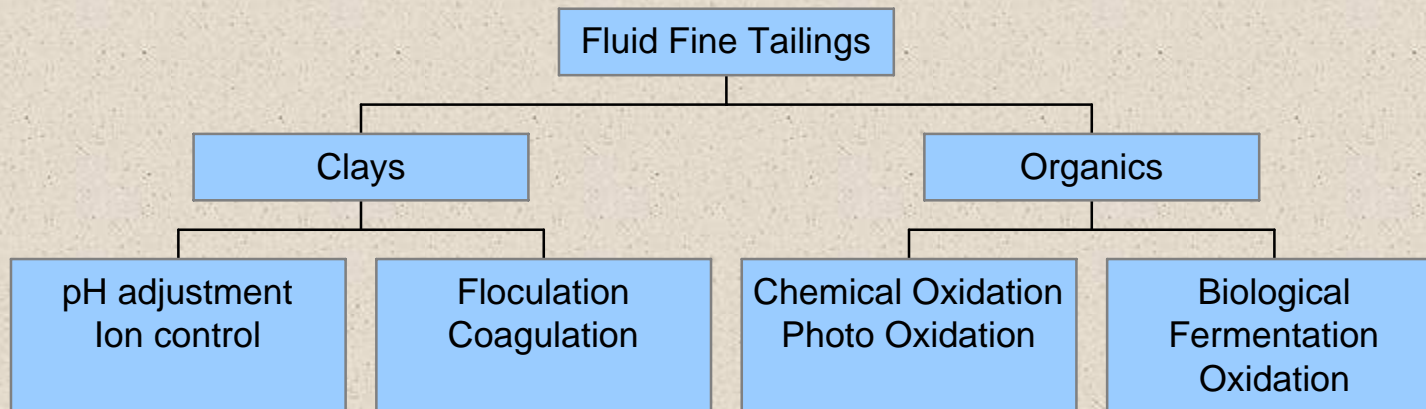 Fluid Fine Tailings
Clays
Organics
pH adjustment
Ion control
Floculation
Coagulation
Chemical Oxidation
Photo Oxidation
Biological
Fermentation
Oxidation